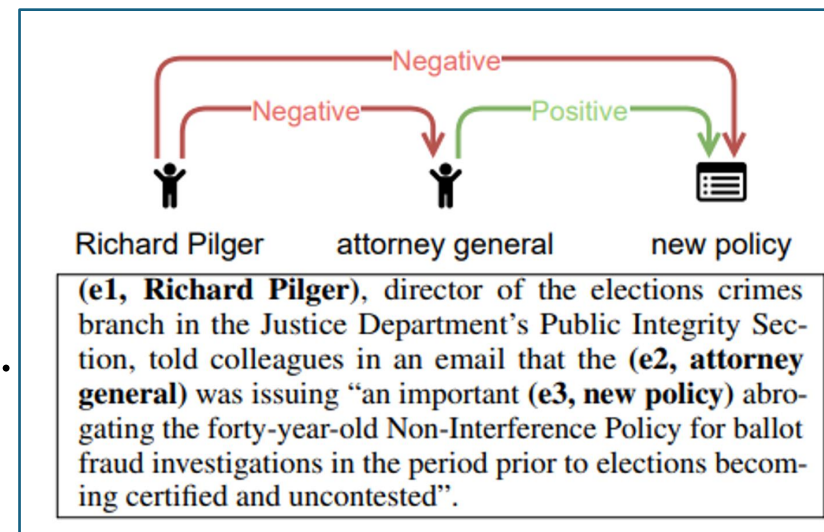 Negative
Negative Positive
Richard Pilger attorney general new policy
(e1, Richard Pilger), director of the elections crimes
branch in the Justice Department's Public Integrity Sec-
tion, told colleagues in an email that the (e2, attorney
general) was issuing “an important (e3, new policy) abro-
gating the forty-year-old Non-Interference Policy for ballot
fraud investigations in the period prior to elections becom-
ing certified and uncontested”.